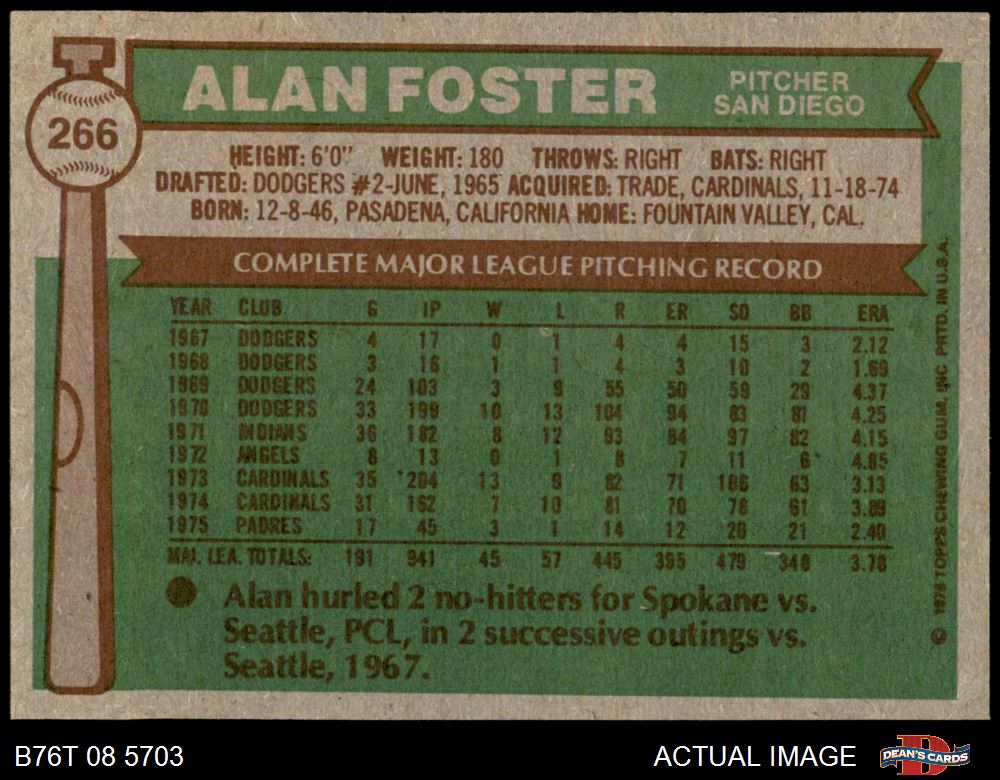 266
ALAN FOSTER
PITCHER
SAN DIEGO
HEIGHT: 6'0" WEIGHT: 180 THROWS: RIGHT BATS: RIGHT
DRAFTED: DODGERS #2-JUNE, 1965 ACQUIRED: TRADE, CARDINALS, 11-18-74
BORN: 12-8-46, PASADENA, CALIFORNIA HOME: FOUNTAIN VALLEY, CAL.
COMPLETE MAJOR LEAGUE PITCHING RECORD
YEAR CLUB G IP W L R ER SO BB ERA
1967 DODGERS 4 17 0 1 4 4 15 3 2.12
1968 DODGERS 3 16 1 1 4 3 10 2 1.69
1969 DODGERS 24 103 3 9 55 50 59 29 4.37
1970 DODGERS 33 199 10 13 104 94 83 81 4.25
1971 INDIANS 36 182 8 12 93 84 97 82 4.15
1972 ANGELS 8 13 0 1 8 7 11 6 4.85
1973 CARDINALS 35 204 13 9 82 71 106 63 3.13
1974 CARDINALS 31 162 7 10 81 70 78 61 3.89
1975 PADRES 17 45 3 1 14 12 20 21 2.40
MAJ. LEA. TOTALS: 191 941 45 57 445 395 479 348 3.78
Alan hurled 2 no-hitters for Spokane vs.
Seattle, PCL, in 2 successive outings vs.
Seattle, 1967.
© 1976 TOPPS CHEWING GUM, INC PRTD. IN U.S.A.
B76T 08 5703
ACTUAL IMAGE
DEAN'S CARDS